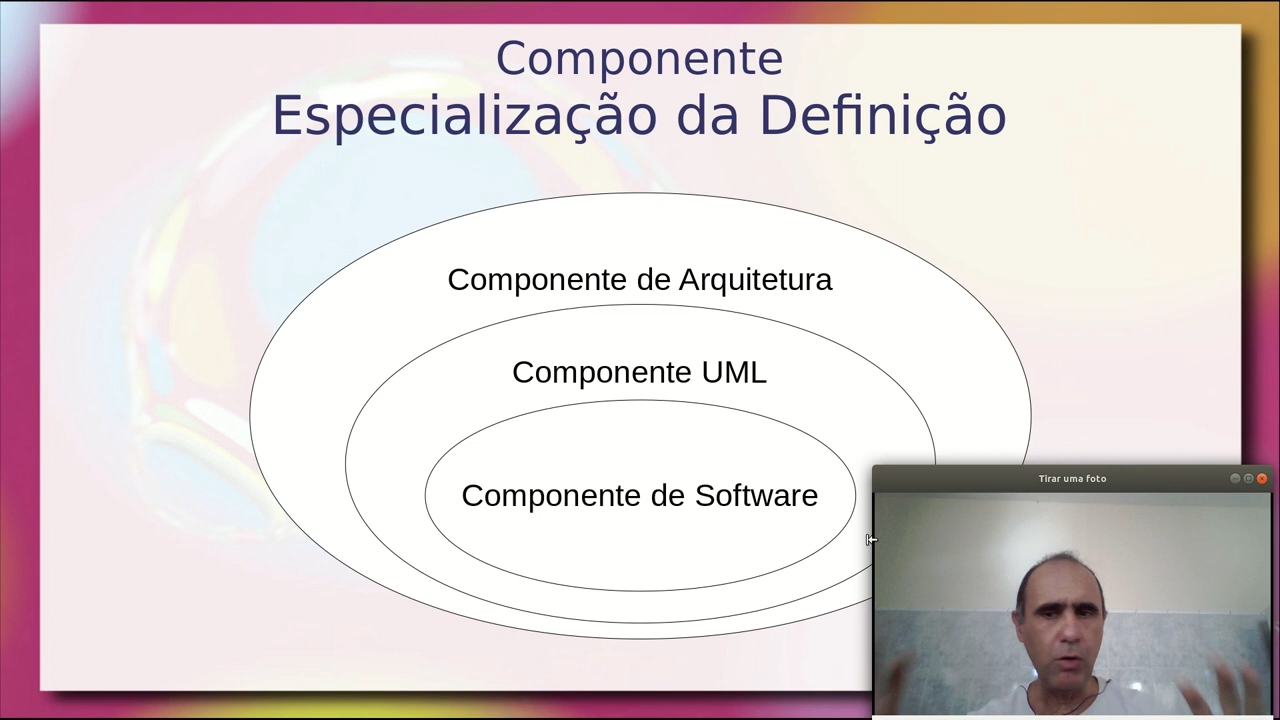 Componente
Especialização da Definição
Componente de Arquitetura
Componente UML
Componente de Software
Tirar uma foto